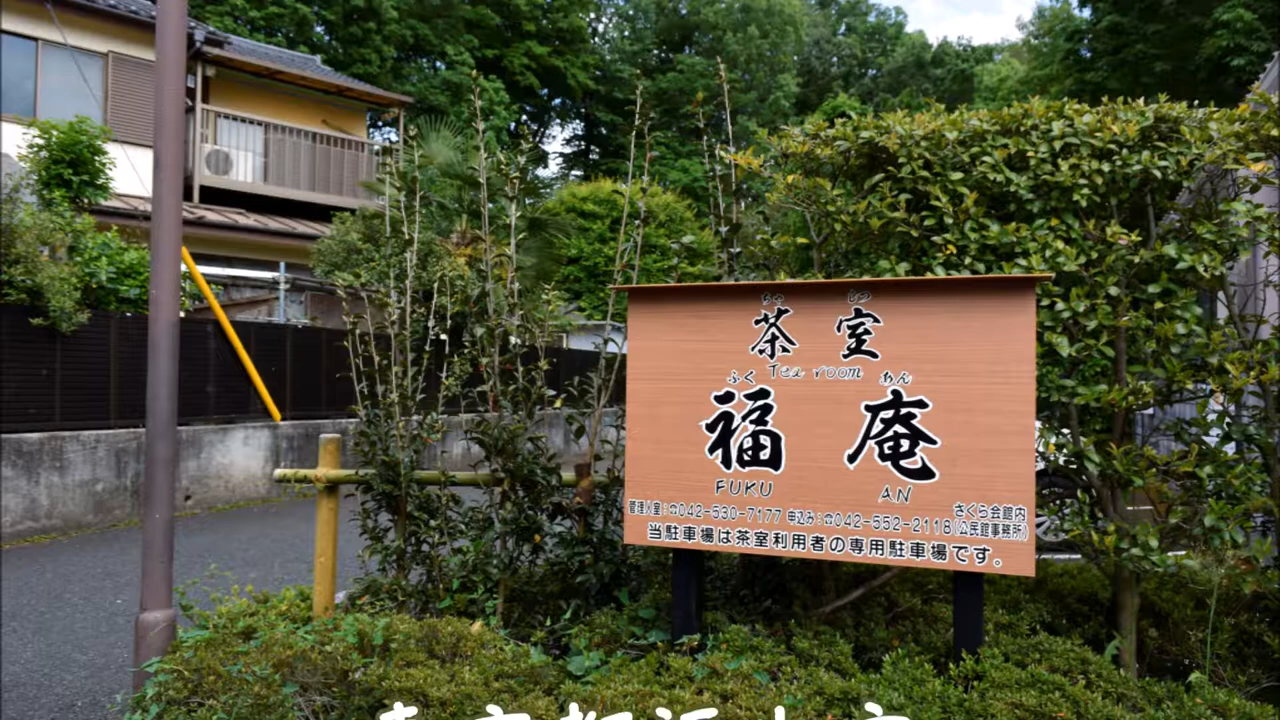 ちゃ しつ
茶室
Tea room
ふく あん
福庵
FUKU AN
さくら会館内
管理人室:☎042-530-7177 申込み:☎042-552-2118(公民館事務所)
当駐車場は茶室利用者の専用駐車場です。